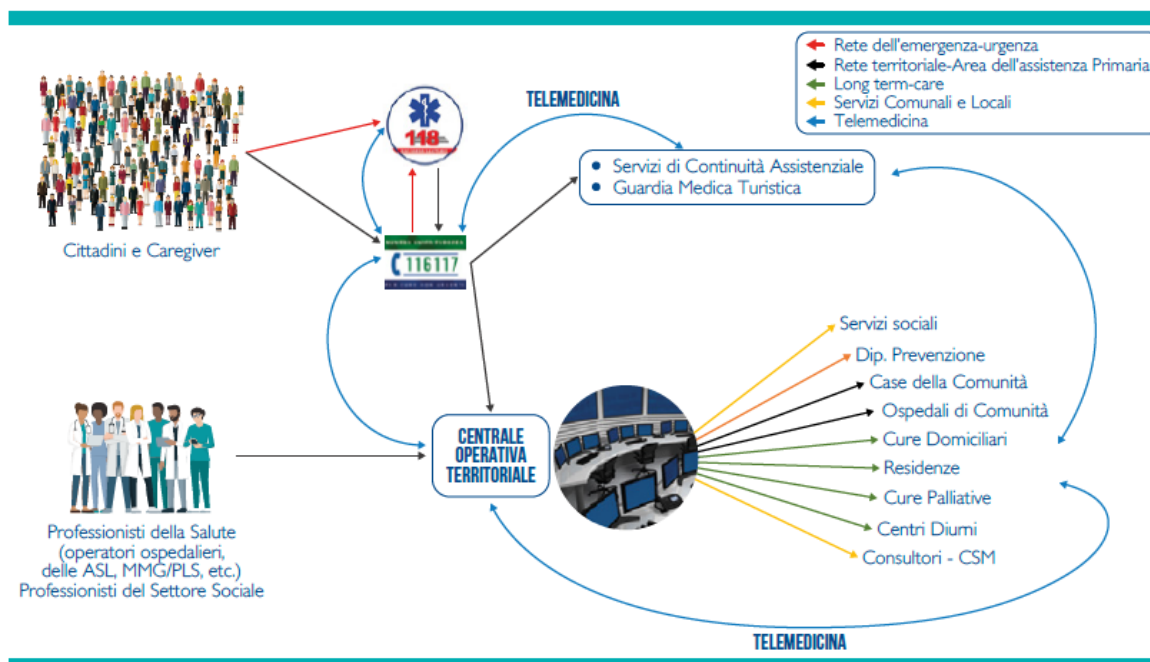 Rete dell'emergenza-urgenza
Rete territoriale-Area dell'assistenza Primaria
Long term-care
Servizi Comunali e Locali
Telemedicina
TELEMEDICINA
118
Servizi di Continuità Assistenziale
Guardia Medica Turistica
Cittadini e Caregiver
116117
Servizi sociali
Dip. Prevenzione
Case della Comunità
Ospedali di Comunità
Cure Domiciliari
Residenze
Cure Palliative
Centri Diurni
Consultori - CSM
CENTRALE
OPERATIVA
TERRITORIALE
Professionisti della Salute
(operatori ospedalieri,
delle ASL, MMG/PLS, etc.)
Professionisti del Settore Sociale
TELEMEDICINA